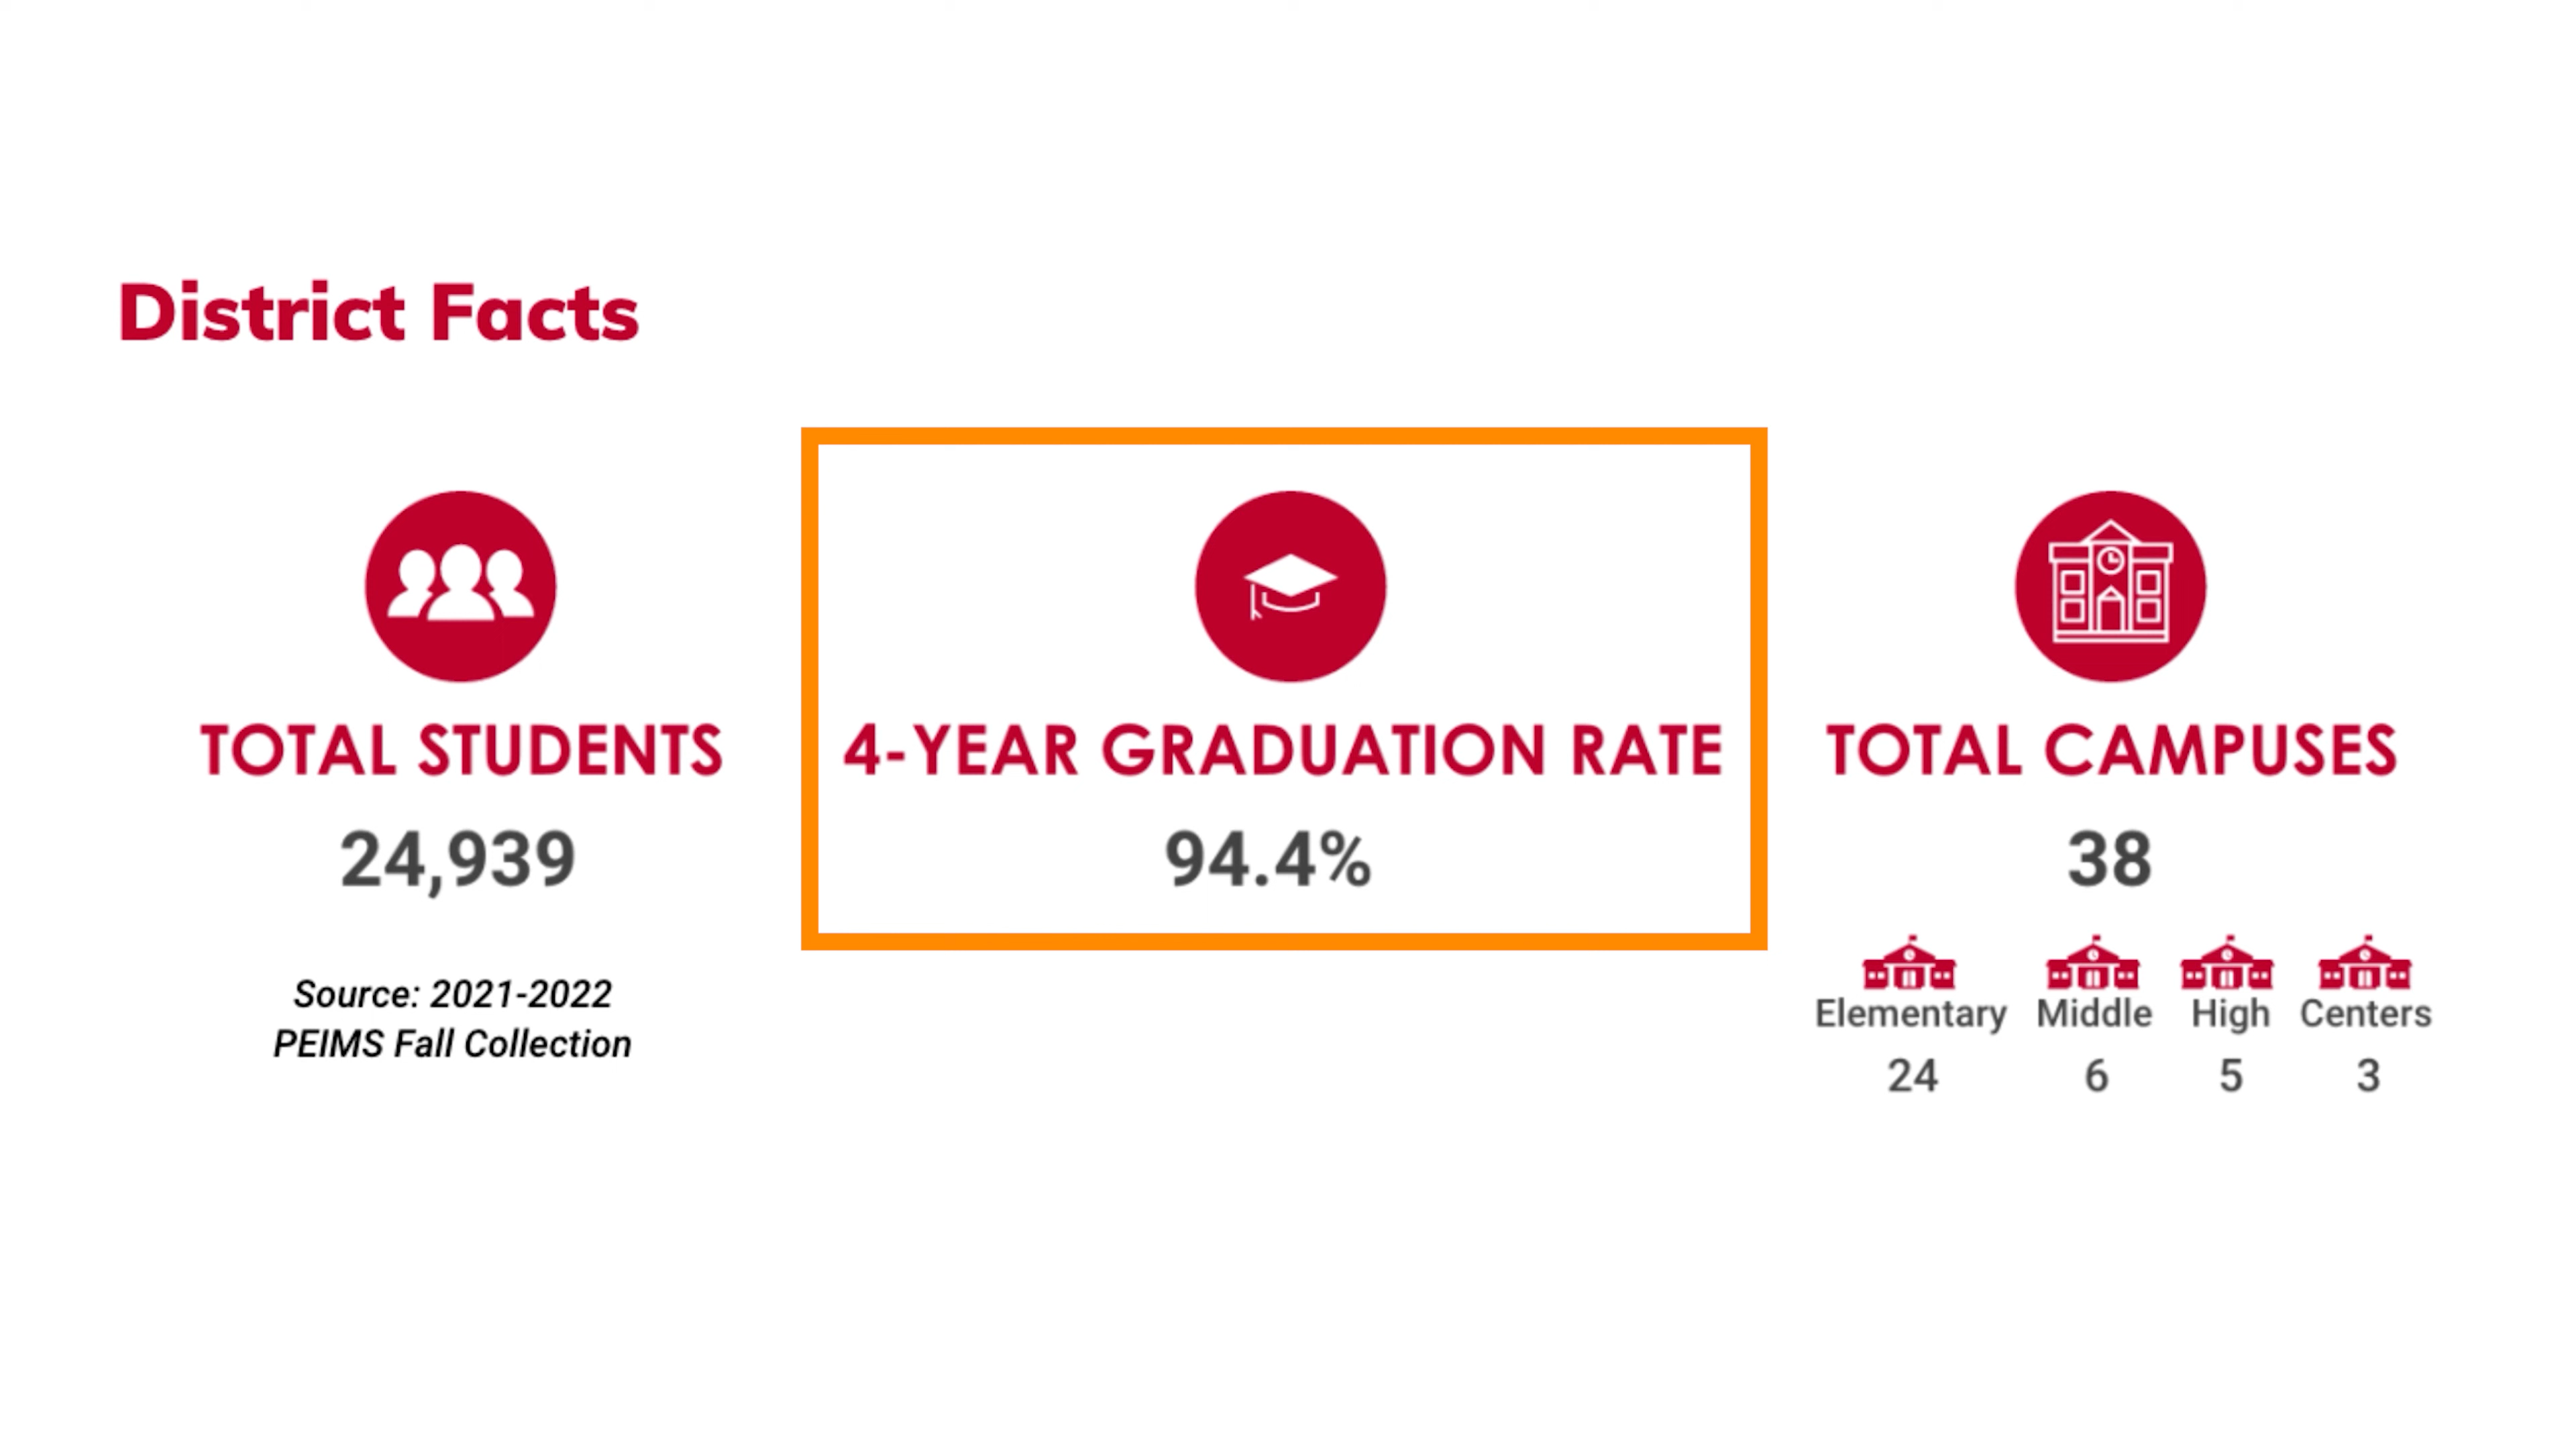 District Facts
TOTAL STUDENTS
24,939
Source: 2021-2022
PEIMS Fall Collection
4-YEAR GRADUATION RATE
94.4%
TOTAL CAMPUSES
38
Elementary Middle High Centers
24 6 5 3